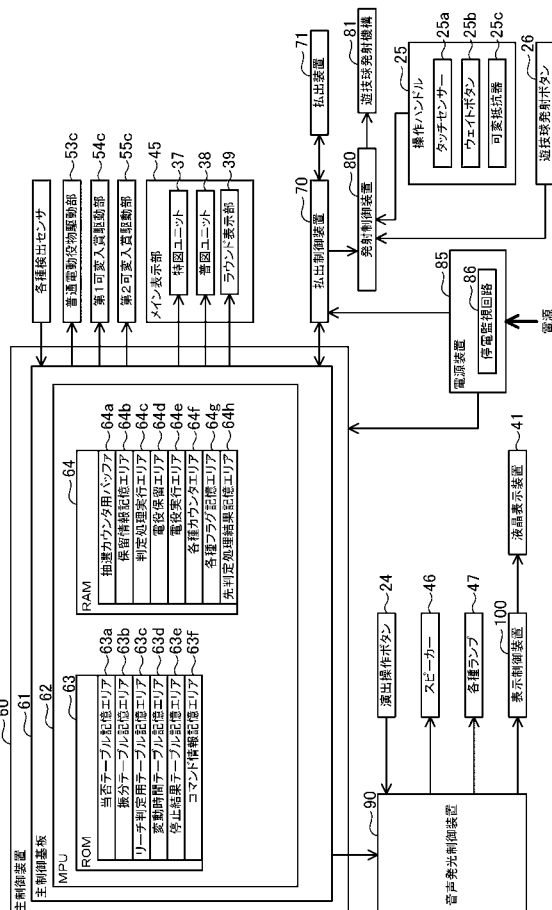 60
主制御装置
61
主制御基板
62
MPU
63
ROM
当否テーブル記憶エリア 63a
振分テーブル記憶エリア 63b
リーチ判定用テーブル記憶エリア 63c
変動時間テーブル記憶エリア 63d
停止結果テーブル記憶エリア 63e
コマンド情報記憶エリア 63f
64
RAM
抽選カウンタ用バッファ 64a
保留情報記憶エリア 64b
判定処理実行エリア 64c
電役保留エリア 64d
電役実行エリア 64e
各種カウンタエリア 64f
各種フラグ記憶エリア 64g
先判定処理結果記憶エリア 64h
各種検出センサ
普通電動役物駆動部 53c
第1可変入賞駆動部 54c
第2可変入賞駆動部 55c
メイン表示部 45
特図ユニット 37
普図ユニット 38
ラウンド表示部 39
払出制御装置 70
払出装置 71
発射制御装置 80
遊技球発射機構 81
操作ハンドル 25
タッチセンサー 25a
ウェイトボタン 25b
可変抵抗器 25c
遊技球発射ボタン 26
電源装置 85
停電監視回路 86
電源
90
音声発光制御装置
演出操作ボタン 24
スピーカー 46
各種ランプ 47
表示制御装置 100
液晶表示装置 41